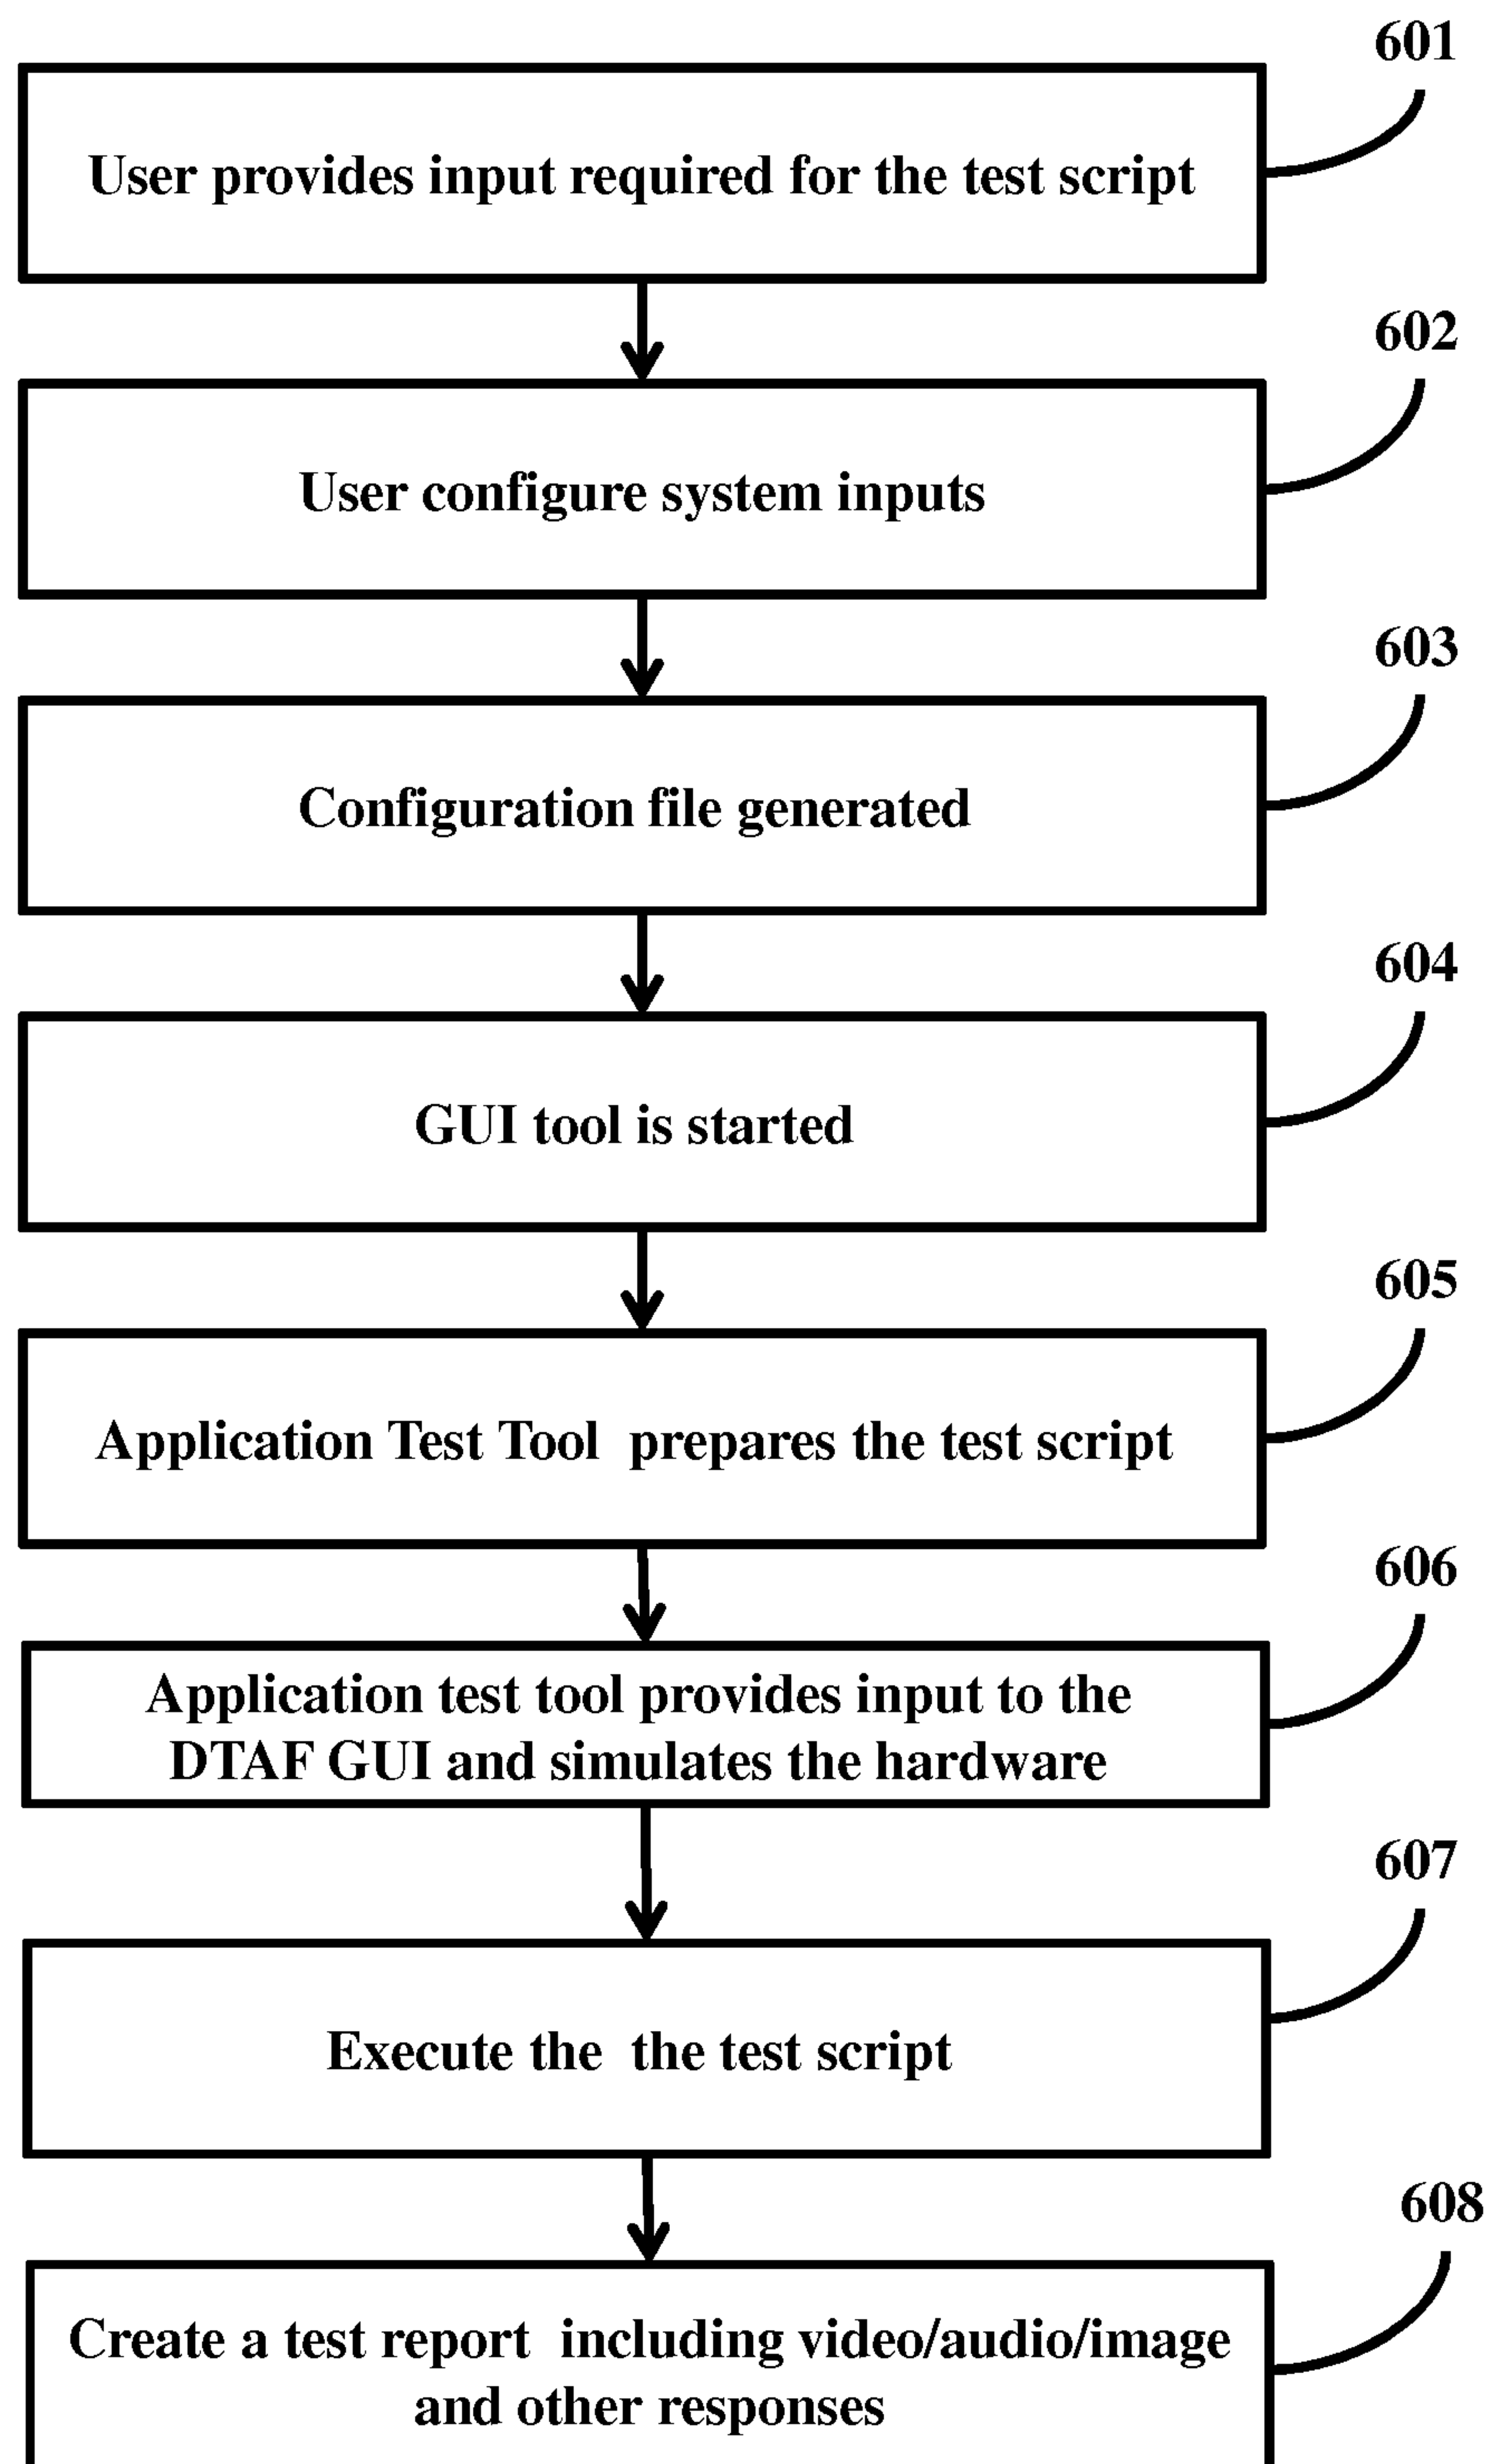 601
User provides input required for the test script
602
User configure system inputs
603
Configuration file generated
604
GUI tool is started
605
Application Test Tool prepares the test script
606
Application test tool provides input to the
DTAF GUI and simulates the hardware
607
Execute the the test script
608
Create a test report including video/audio/image
and other responses